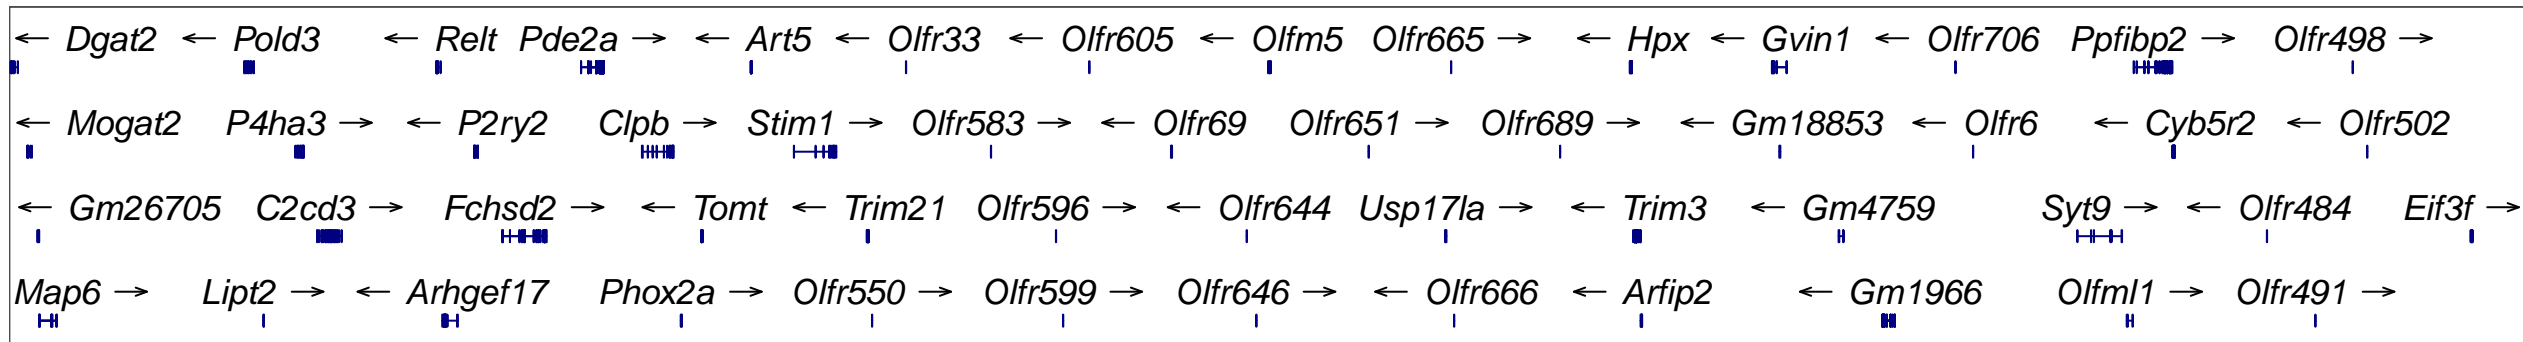 ← Dgat2 ← Pold3 ← Relt Pde2a → ← Art5 ← Olfr33 ← Olfr605 ← Olfm5 Olfr665 → ← Hpx ← Gvin1 ← Olfr706 Ppfibp2 → Olfr498 →
← Mogat2 P4ha3 → ← P2ry2 Clpb → Stim1 → Olfr583 → ← Olfr69 Olfr651 → Olfr689 → ← Gm18853 ← Olfr6 ← Cyb5r2 ← Olfr502
← Gm26705 C2cd3 → Fchsd2 → ← Tomt ← Trim21 Olfr596 → ← Olfr644 Usp17la → ← Trim3 ← Gm4759 Syt9 → ← Olfr484 Eif3f →
Map6 → Lipt2 → ← Arhgef17 Phox2a → Olfr550 → Olfr599 → Olfr646 → ← Olfr666 ← Arfip2 ← Gm1966 Olfml1 → Olfr491 →